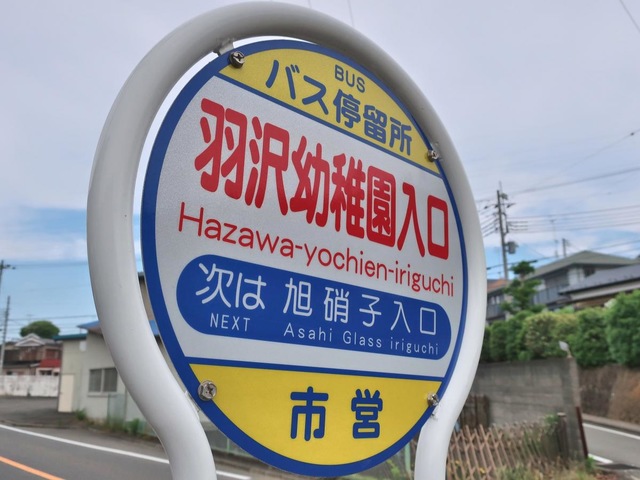 BUS
バス停留所
羽沢幼稚園入口
Hazawa-yochien-iriguchi
次は 旭硝子入口
NEXT Asahi Glass iriguchi
市営